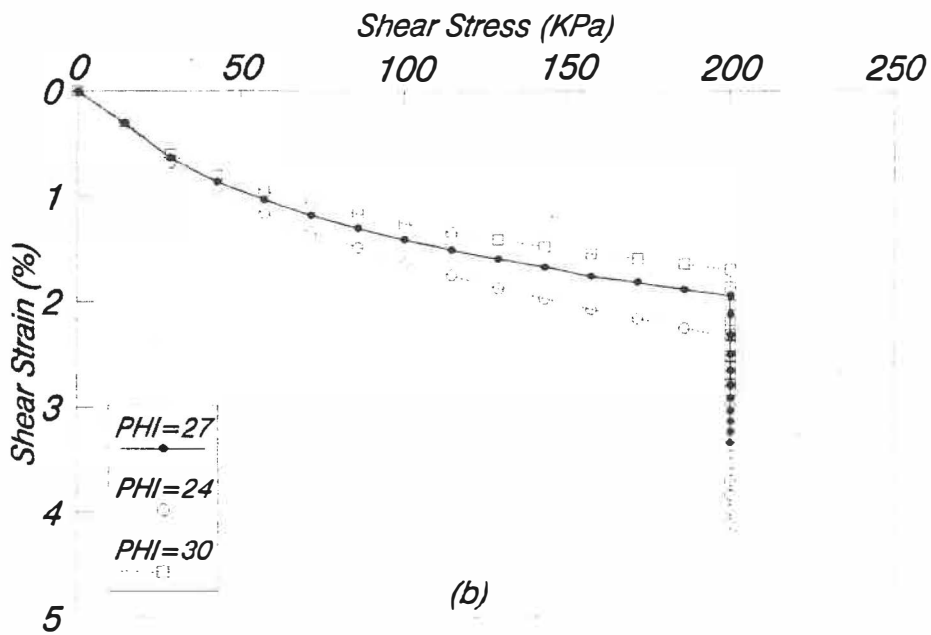 Shear Stress (KPa)
0 50 100 150 200 250
0
1
2
3
4
5
Shear Strain (%)
PHI=27
PHI=24
PHI=30
(b)